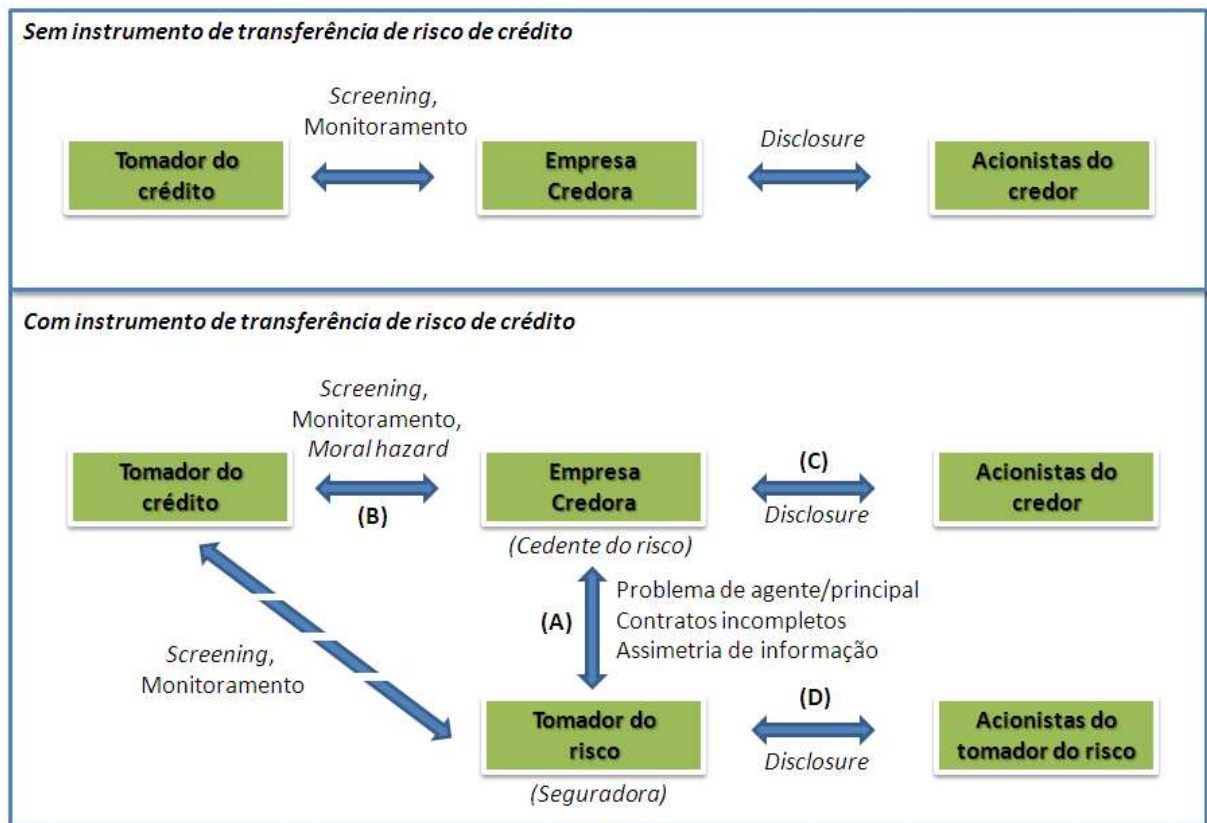 Sem instrumento de transferência de risco de crédito
Screening,
Monitoramento
Disclosure
Tomador do
crédito
Empresa
Credora
Acionistas do
credor
Com instrumento de transferência de risco de crédito
Screening,
Monitoramento,
Moral hazard
Tomador do
crédito
(B)
Empresa
Credora
(Cedente do risco)
(C)
Disclosure
Acionistas do
credor
(A)
Problema de agente/principal
Contratos incompletos
Assimetria de informação
Screening,
Monitoramento
Tomador do
risco
(Seguradora)
(D)
Disclosure
Acionistas do
tomador do risco